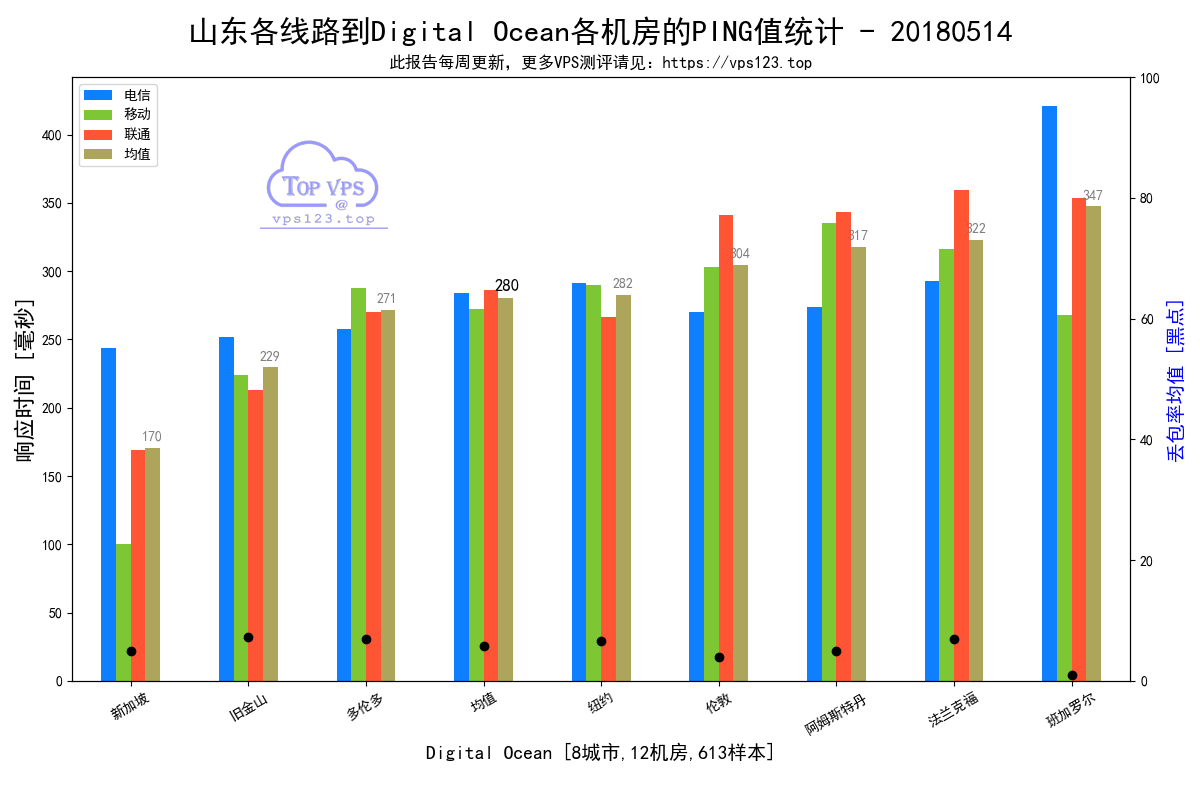 山东各线路到Digital Ocean各机房的PING值统计 - 20180514
此报告每周更新，更多VPS测评请见：https://vps123.top
电信
移动
联通
均值
TOP VPS
@
vps123.top
响应时间 [毫秒]
400
350
300
250
200
150
100
50
0
170
229
271
280
282
304
317
322
347
100
80
60
40
20
0
丢包率均值 [黑点]
新加坡
旧金山
多伦多
均值
纽约
伦敦
阿姆斯特丹
法兰克福
班加罗尔
Digital Ocean [8城市,12机房,613样本]